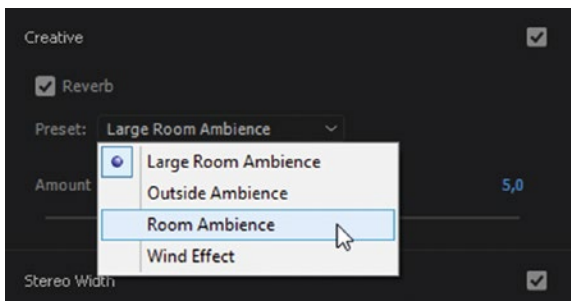 Creative
Reverb
Preset: Large Room Ambience
Large Room Ambience
Outside Ambience
Amount 5,0
Room Ambience
Wind Effect
Stereo Width